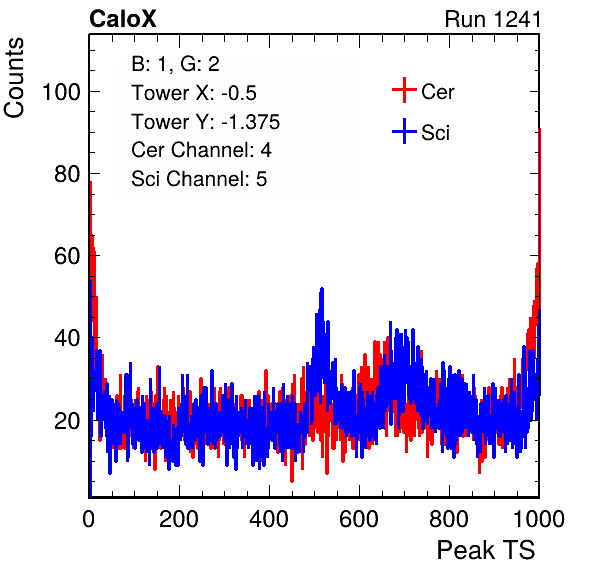 CaloX Run 1241
Counts
B: 1, G: 2
Tower X: -0.5
Tower Y: -1.375
Cer Channel: 4
Sci Channel: 5
Cer
Sci
100
80
60
40
20
0 200 400 600 800 1000
Peak TS